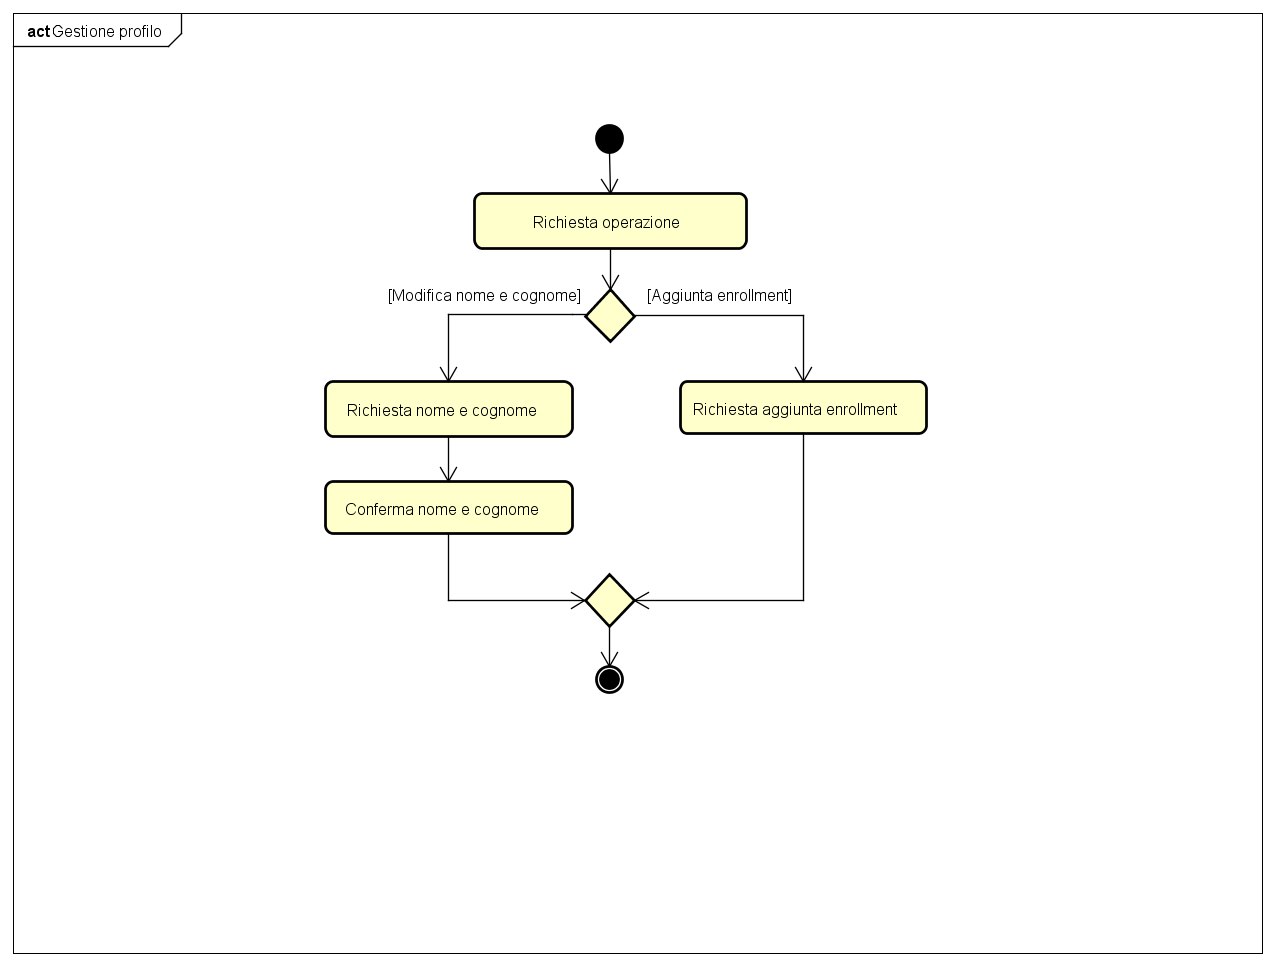 act Gestione profilo
Richiesta operazione
[Modifica nome e cognome]
[Aggiunta enrollment]
Richiesta nome e cognome
Richiesta aggiunta enrollment
Conferma nome e cognome